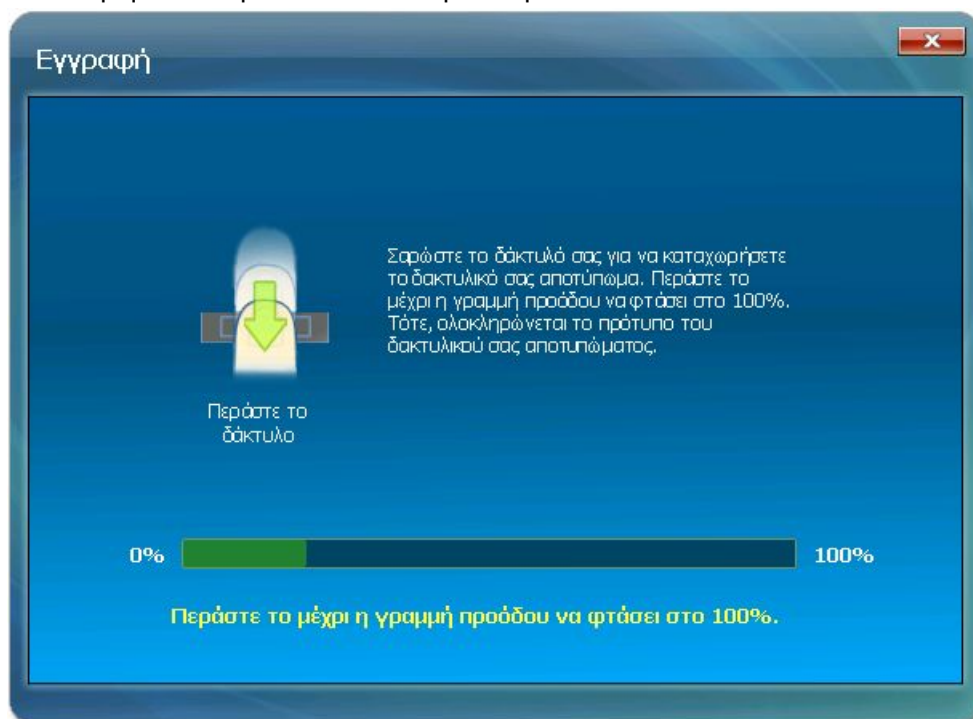 Εγγραφή
Σαρώστε το δάκτυλό σας για να καταχωρήσετε
το δακτυλικό σας αποτύπωμα. Περάστε το
μέχρι η γραμμή προόδου να φτάσει στο 100%.
Τότε, ολοκληρώνεται το πρότυπο του
δακτυλικού σας αποτυπώματος.
Περάστε το
δάκτυλο
0% 100%
Περάστε το μέχρι η γραμμή προόδου να φτάσει στο 100%.